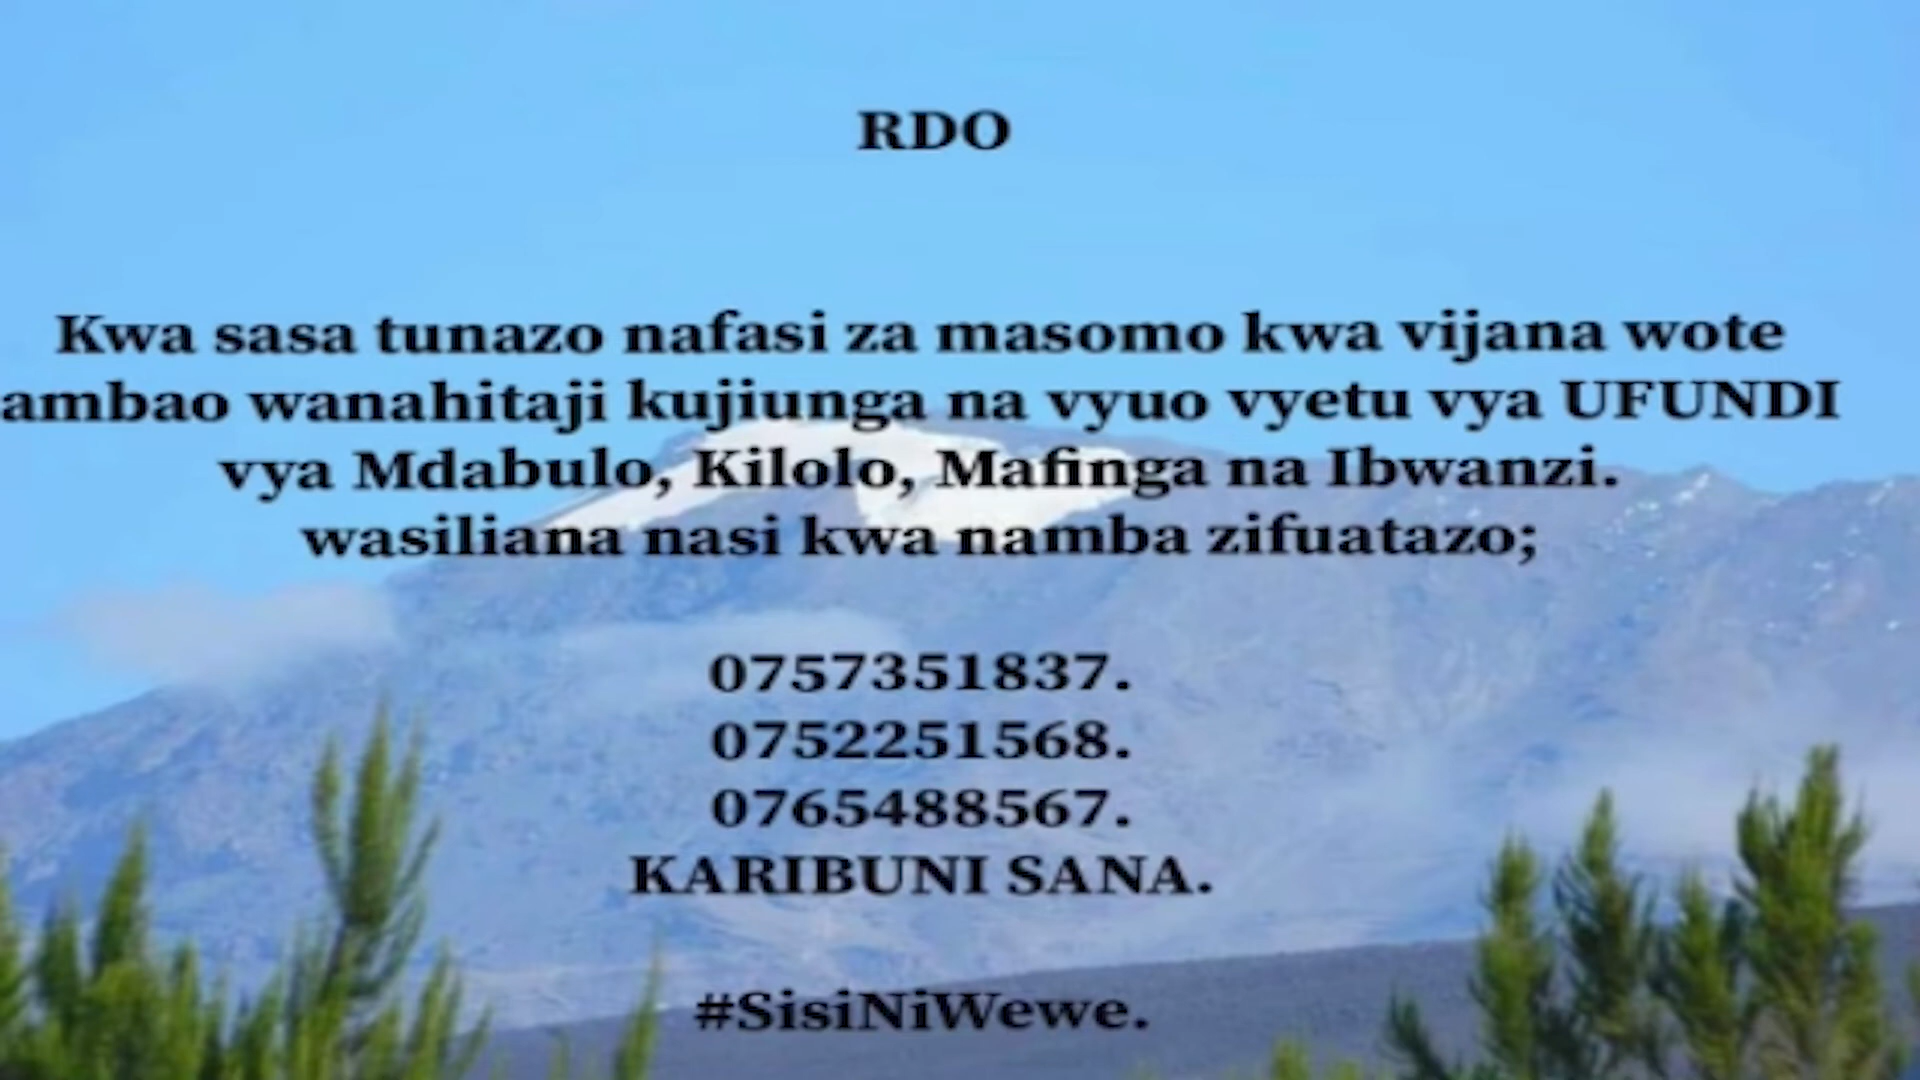 RDO
Kwa sasa tunazo nafasi za masomo kwa vijana wote
ambao wanahitaji kujiunga na vyuo vyetu vya UFUNDI
vya Mdabulo, Kilolo, Mafinga na Ibwanzi.
wasiliana nasi kwa namba zifuatazo;
0757351837.
0752251568.
0765488567.
KARIBUNI SANA.
#SisiNiWewe.